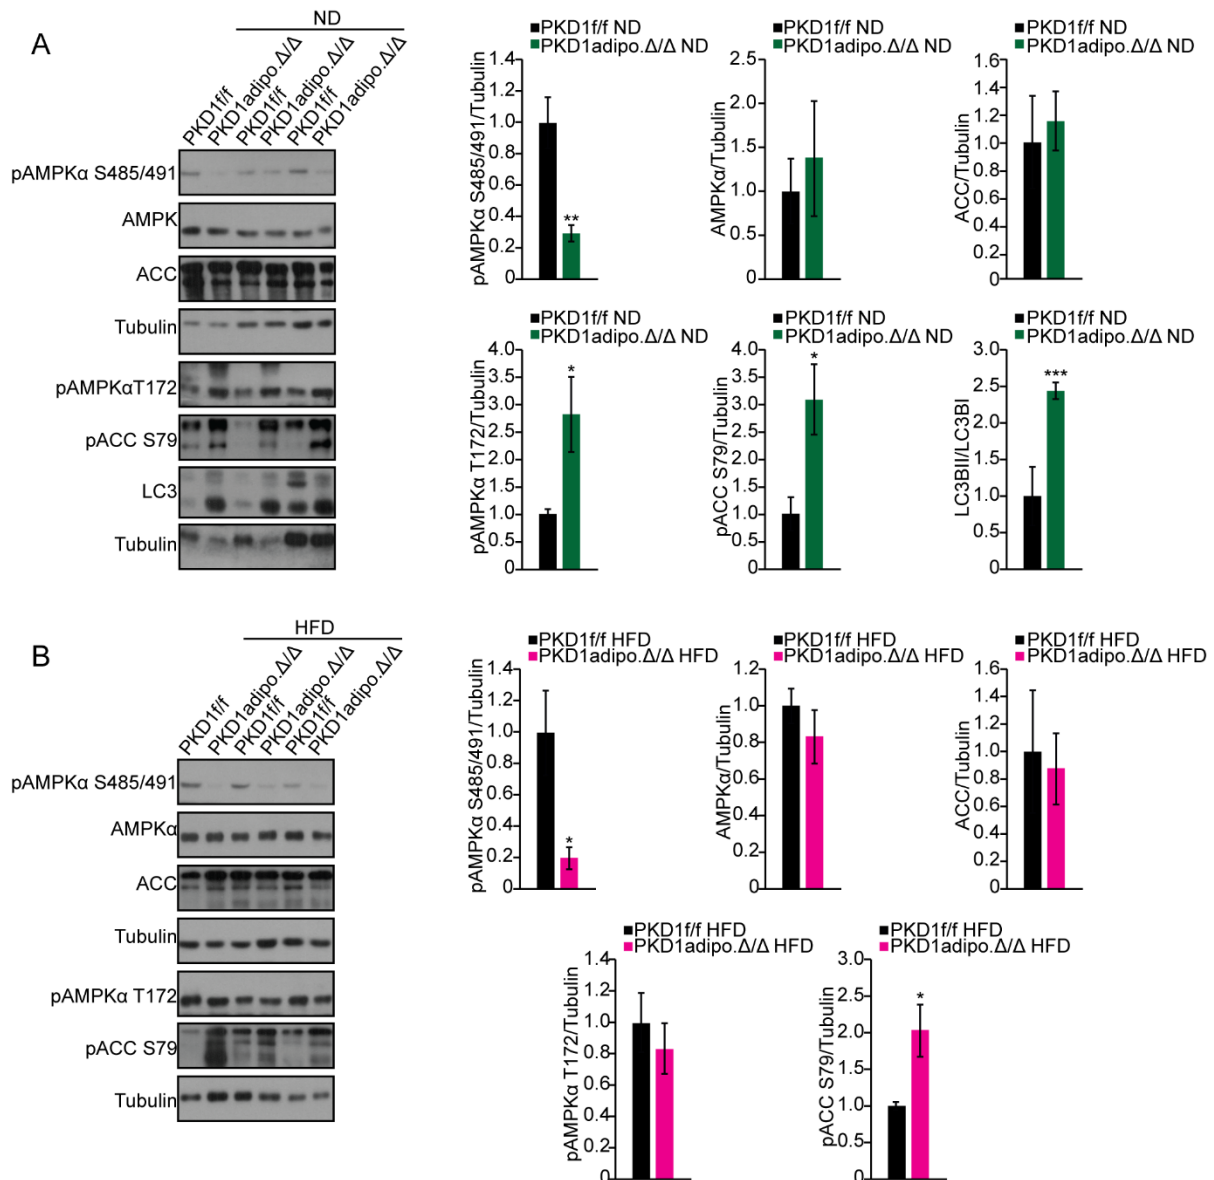 A
ND
PKD1f/f
PKD1adipo.Δ/Δ
PKD1f/f
PKD1adipo.Δ/Δ
PKD1f/f
PKD1adipo.Δ/Δ
pAMPKα S485/491
AMPK
ACC
Tubulin
pAMPKαT172
pACC S79
LC3
Tubulin
PKD1f/f ND
PKD1adipo.Δ/Δ ND
pAMPKα S485/491/Tubulin
1.4
1.2
1.0
0.8
0.6
0.4
0.2
0
**
PKD1f/f ND
PKD1adipo.Δ/Δ ND
AMPKα/Tubulin
2.5
2.0
1.5
1.0
0.5
0
PKD1f/f ND
PKD1adipo.Δ/Δ ND
ACC/Tubulin
1.6
1.4
1.2
1.0
0.8
0.6
0.4
0.2
0
PKD1f/f ND
PKD1adipo.Δ/Δ ND
pAMPKα T172/Tubulin
4.0
3.5
3.0
2.5
2.0
1.5
1.0
0.5
0
*
PKD1f/f ND
PKD1adipo.Δ/Δ ND
pACC S79/Tubulin
4.0
3.5
3.0
2.5
2.0
1.5
1.0
0.5
0
*
PKD1f/f ND
PKD1adipo.Δ/Δ ND
LC3BII/LC3BI
3.0
2.5
2.0
1.5
1.0
0.5
0
***
B
HFD
PKD1f/f
PKD1adipo.Δ/Δ
PKD1f/f
PKD1adipo.Δ/Δ
PKD1f/f
PKD1adipo.Δ/Δ
pAMPKα S485/491
AMPKα
ACC
Tubulin
pAMPKα T172
pACC S79
Tubulin
PKD1f/f HFD
PKD1adipo.Δ/Δ HFD
pAMPKα S485/491/Tubulin
1.4
1.2
1.0
0.8
0.6
0.4
0.2
0
*
PKD1f/f HFD
PKD1adipo.Δ/Δ HFD
AMPKα/Tubulin
1.2
1.0
0.8
0.6
0.4
0.2
0
PKD1f/f HFD
PKD1adipo.Δ/Δ HFD
ACC/Tubulin
1.6
1.4
1.2
1.0
0.8
0.6
0.4
0.2
0
PKD1f/f HFD
PKD1adipo.Δ/Δ HFD
pAMPKα T172/Tubulin
1.4
1.2
1.0
0.8
0.6
0.4
0.2
0
PKD1f/f HFD
PKD1adipo.Δ/Δ HFD
pACC S79/Tubulin
3.0
2.5
2.0
1.5
1.0
0.5
0
*